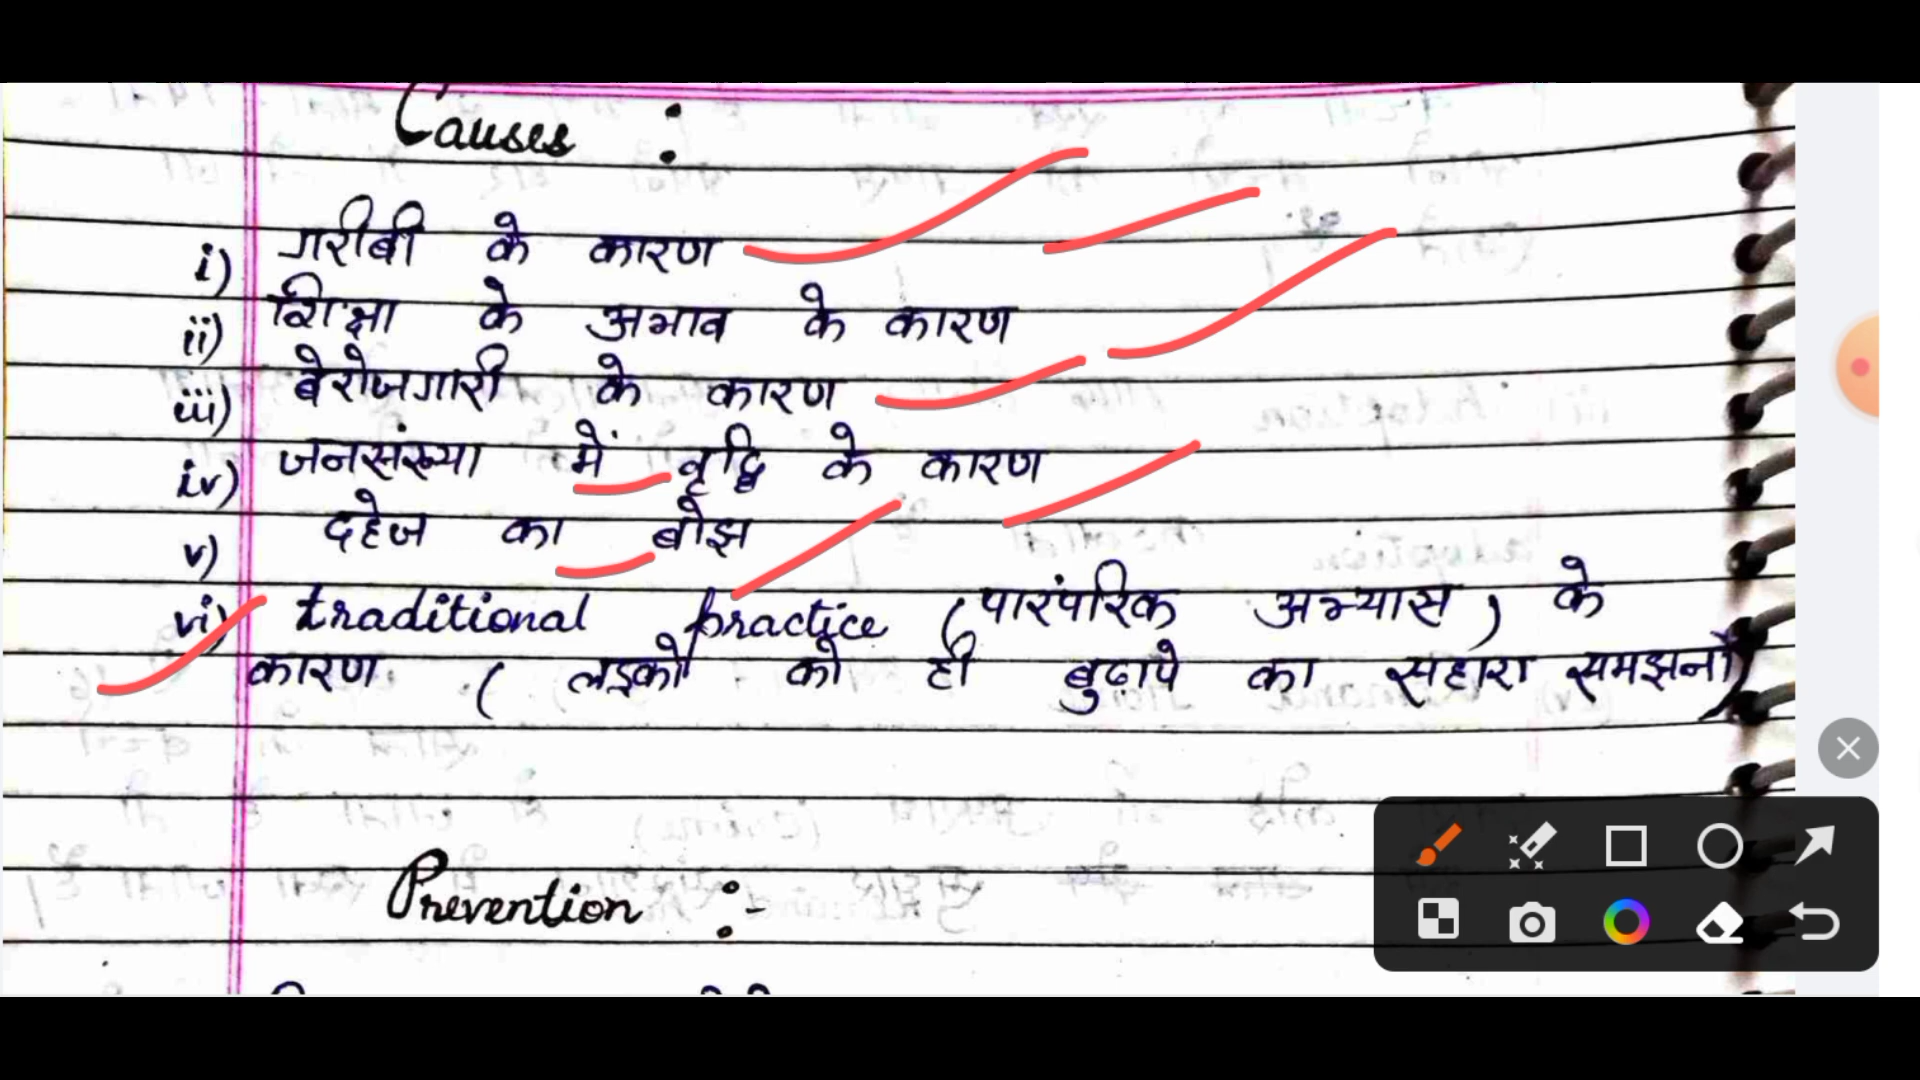 Causes :
i) गरीबी के कारण
ii) शिक्षा के अभाव के कारण
iii) बेरोजगारी के कारण
iv) जनसंख्या में वृद्धि के कारण
v) दहेज का बोझ
vi) traditional practice (पारंपरिक अभ्यास) के
कारण ( लड़को को ही बुढ़ापे का सहारा समझना)
Prevention :-